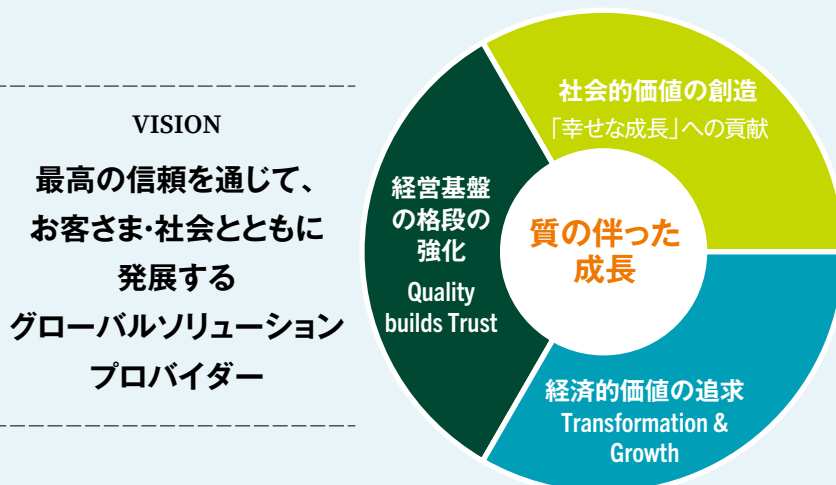 VISION
最高の信頼を通じて、
お客さま・社会とともに
発展する
グローバルソリューション
プロバイダー
社会的価値の創造
「幸せな成長」への貢献
経営基盤
の格段の
強化
Quality
builds Trust
質の伴った
成長
経済的価値の追求
Transformation &
Growth